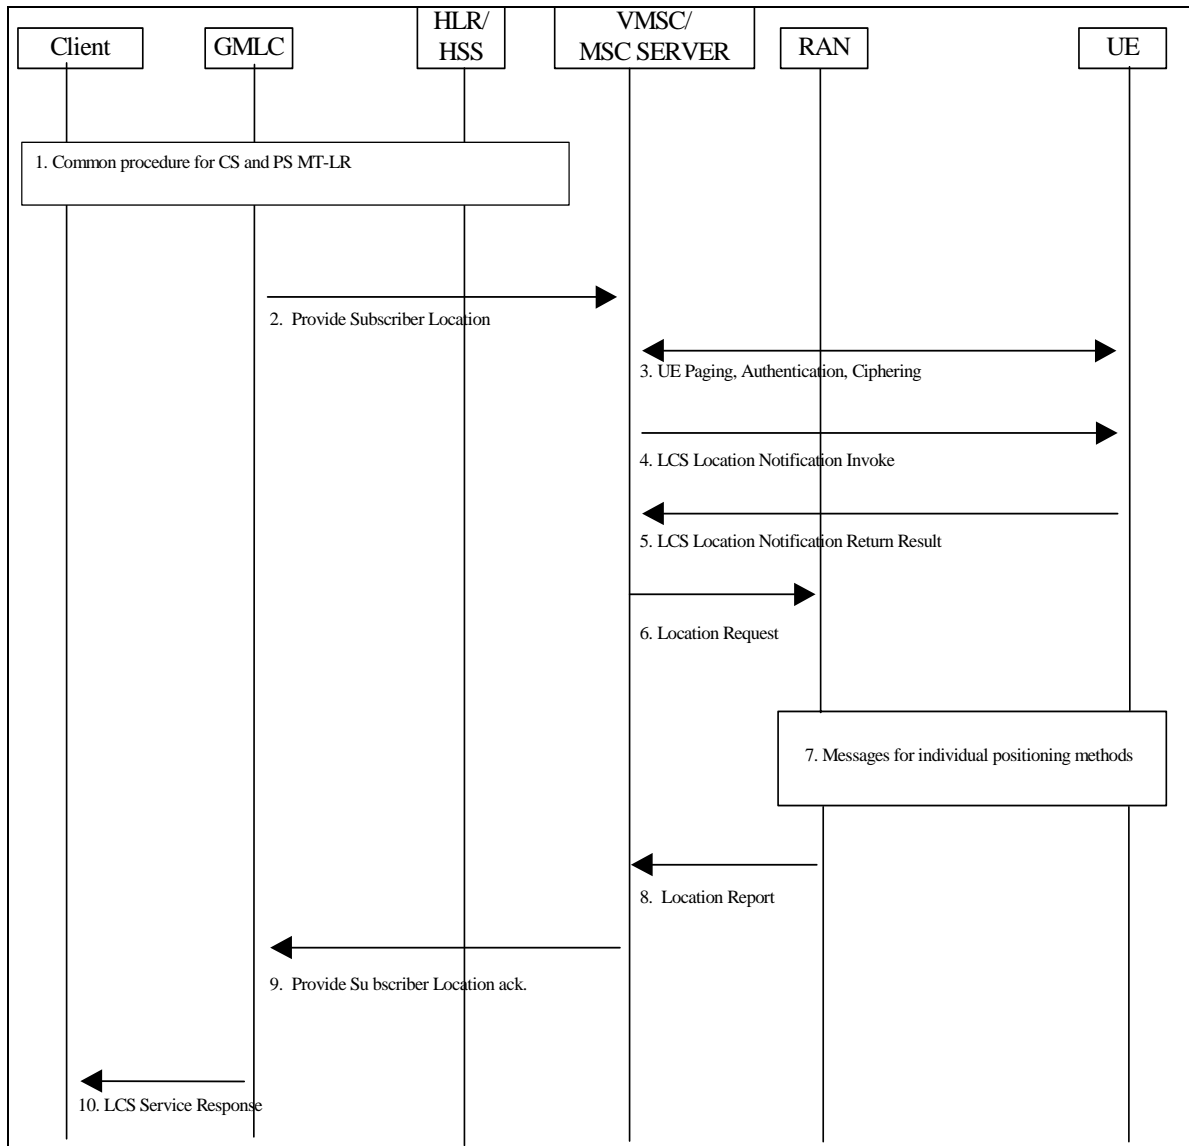 Client
GMLC
HLR/
HSS
VMSC/
MSC SERVER
RAN
UE
1. Common procedure for CS and PS MT-LR
2. Provide Subscriber Location
3. UE Paging, Authentication, Ciphering
4. LCS Location Notification Invoke
5. LCS Location Notification Return Result
6. Location Request
7. Messages for individual positioning methods
8. Location Report
9. Provide Su bscriber Location ack.
10. LCS Service Response